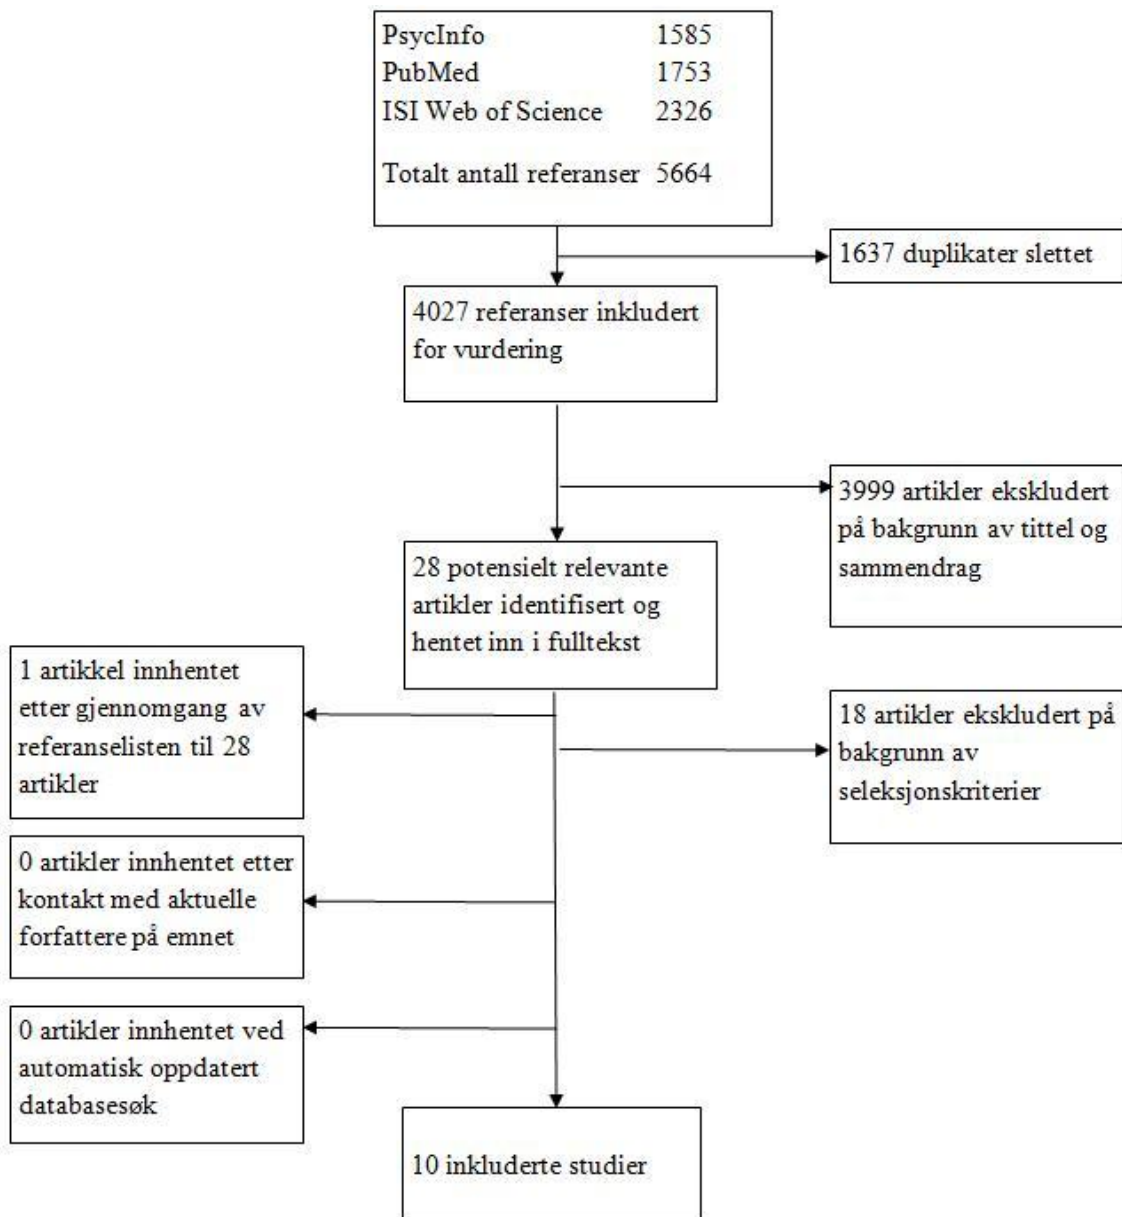 PsycInfo 1585
PubMed 1753
ISI Web of Science 2326
Totalt antall referanser 5664
1637 duplikater slettet
4027 referanser inkludert
for vurdering
3999 artikler ekskludert
på bakgrunn av tittel og
sammendrag
28 potensielt relevante
artikler identifisert og
hentet inn i fulltekst
1 artikkel innhentet
etter gjennomgang av
referanselisten til 28
artikler
18 artikler ekskludert på
bakgrunn av
seleksjonskriterier
0 artikler innhentet etter
kontakt med aktuelle
forfattere på emnet
0 artikler innhentet ved
automatisk oppdatert
databasesøk
10 inkluderte studier